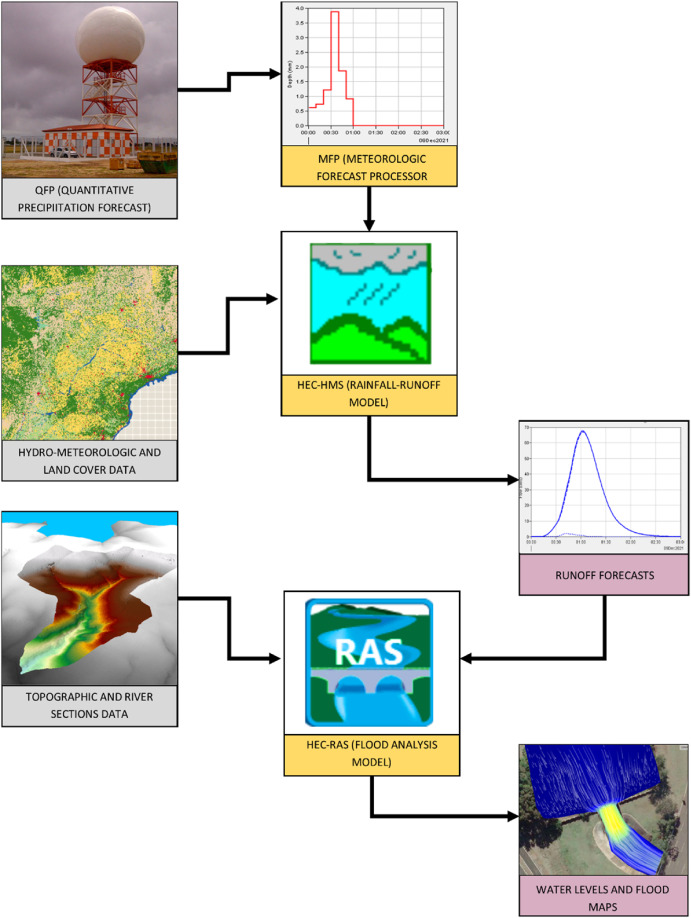 4.0
3.5
3.0
2.5
2.0
1.5
1.0
0.5
0.0
Depth (mm)
00:00 00:30 01:00 01:30 02:00 02:30 03:00
06Dec2021
QFP (QUANTITATIVE
PRECIPIITATION FORECAST)
MFP (METEOROLOGIC
FORECAST PROCESSOR
HYDRO-METEOROLOGIC AND
LAND COVER DATA
HEC-HMS (RAINFALL-RUNOFF
MODEL)
70
60
50
40
30
20
10
0
00:00 00:30 01:00 01:30 02:00 02:30 03:0
RUNOFF FORECASTS
TOPOGRAPHIC AND RIVER
SECTIONS DATA
RAS
HEC-RAS (FLOOD ANALYSIS
MODEL)
WATER LEVELS AND FLOOD
MAPS